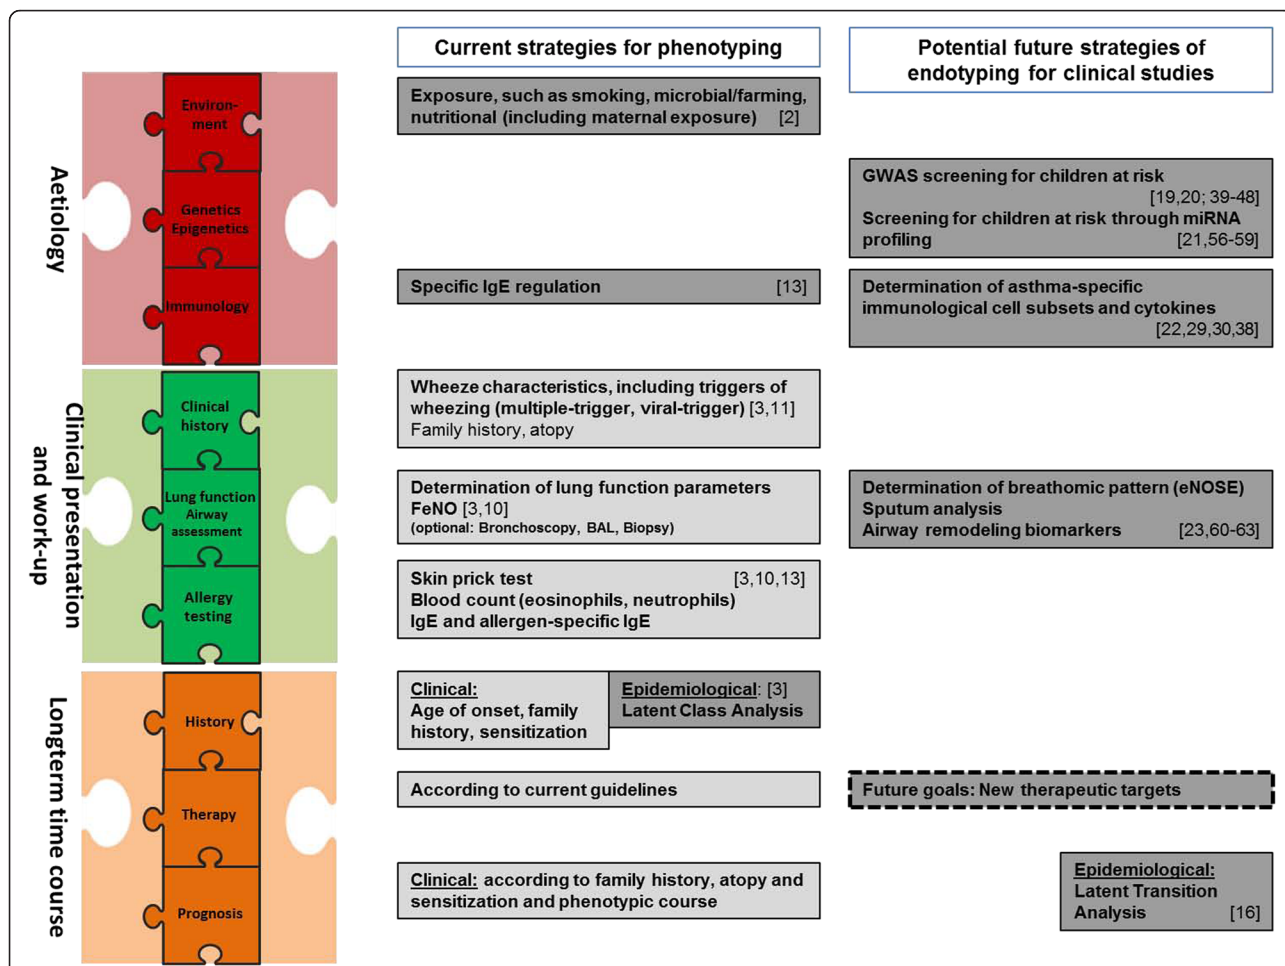 Current strategies for phenotyping
Potential future strategies of
endotyping for clinical studies
Aetiology
Environ-
ment
Exposure, such as smoking, microbial/farming,
nutritional (including maternal exposure) [2]
Genetics
Epigenetics
GWAS screening for children at risk
[19,20; 39-48]
Screening for children at risk through miRNA
profiling [21,56-59]
Immunology
Specific IgE regulation [13]
Determination of asthma-specific
immunological cell subsets and cytokines
[22,29,30,38]
Clinical presentation
and work-up
Clinical
history
Wheeze characteristics, including triggers of
wheezing (multiple-trigger, viral-trigger) [3,11]
Family history, atopy
Lung function
Airway
assessment
Determination of lung function parameters
FeNO [3,10]
(optional: Bronchoscopy, BAL, Biopsy)
Determination of breathomic pattern (eNOSE)
Sputum analysis
Airway remodeling biomarkers [23,60-63]
Allergy
testing
Skin prick test [3,10,13]
Blood count (eosinophils, neutrophils)
IgE and allergen-specific IgE
Longterm time course
History
Clinical:
Age of onset, family
history, sensitization
Epidemiological: [3]
Latent Class Analysis
Therapy
According to current guidelines
Future goals: New therapeutic targets
Prognosis
Clinical: according to family history, atopy and
sensitization and phenotypic course
Epidemiological:
Latent Transition
Analysis [16]